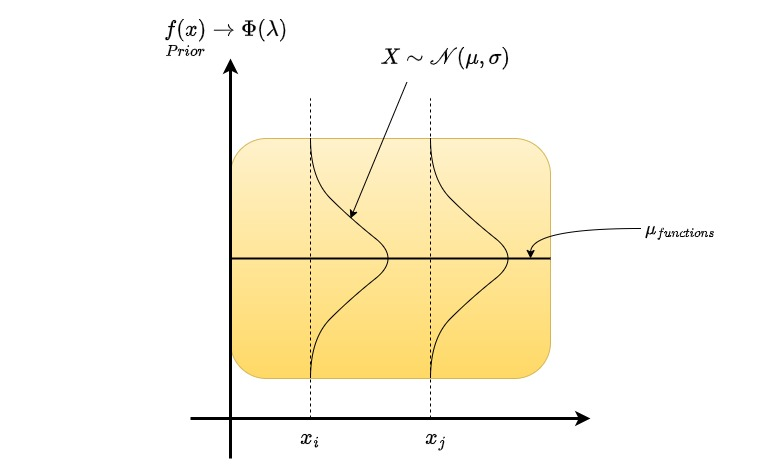 f(x) → Φ(λ)
Prior
X ∼ 𝒩(μ, σ)
μ_functions
x_i
x_j